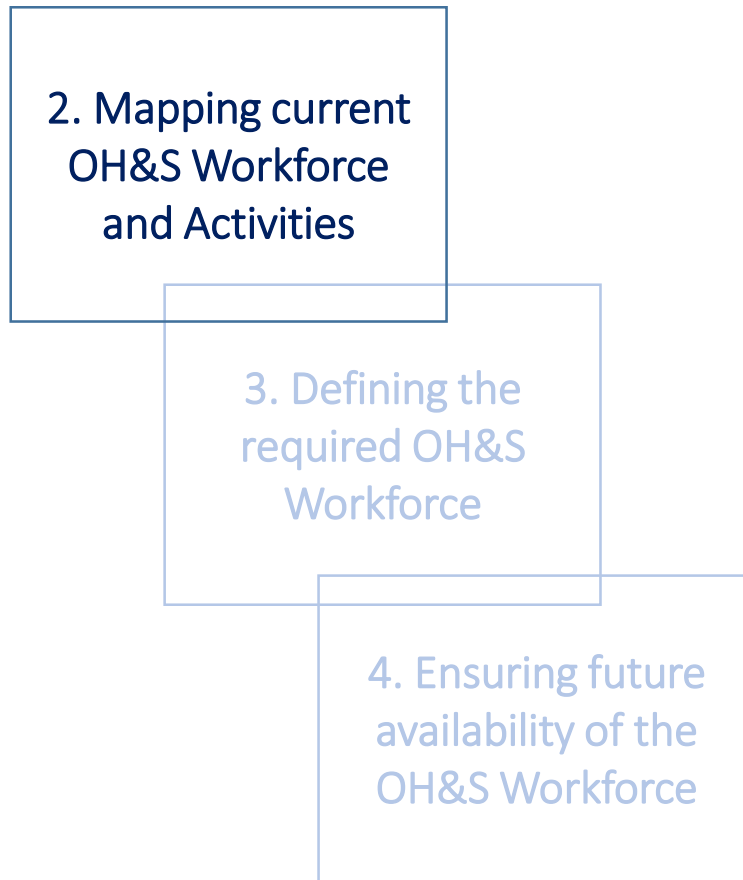 2. Mapping current
OH&S Workforce
and Activities
3. Defining the
required OH&S
Workforce
4. Ensuring future
availability of the
OH&S Workforce